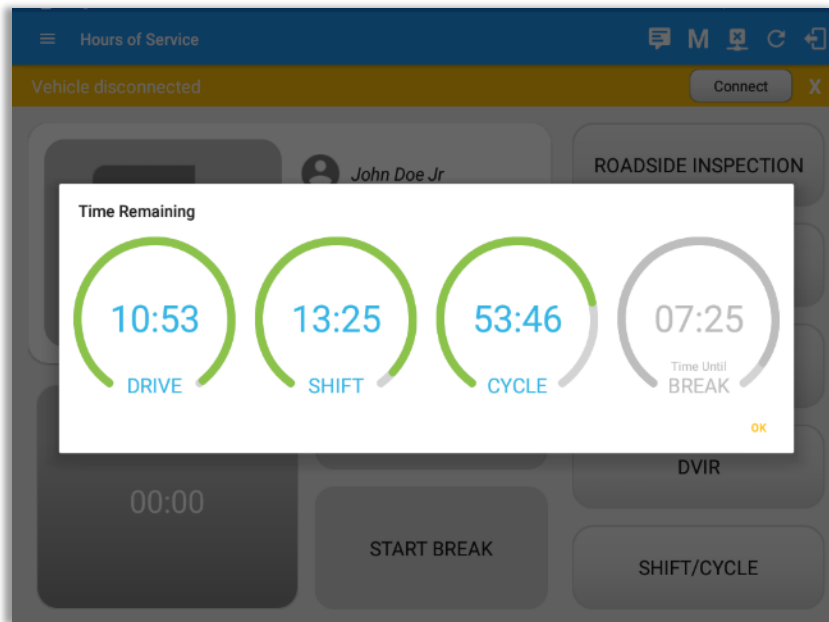 Hours of Service
M
Vehicle disconnected
Connect
X
John Doe Jr
ROADSIDE INSPECTION
Time Remaining
10:53
DRIVE
13:25
SHIFT
53:46
CYCLE
07:25
Time Until
BREAK
OK
DVIR
00:00
START BREAK
SHIFT/CYCLE